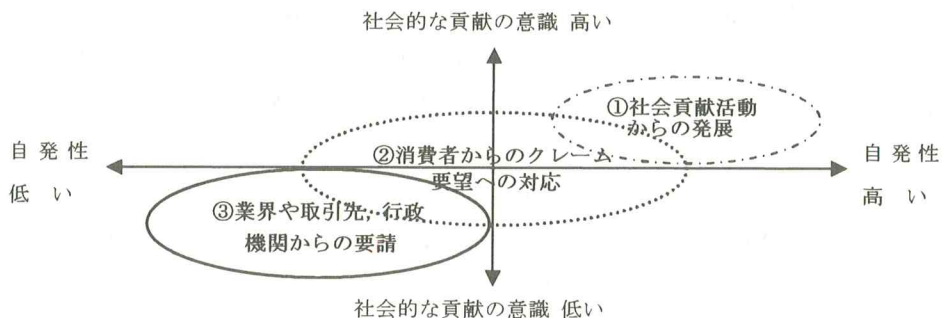 社会的な貢献の意識 高い
①社会貢献活動
からの発展
自発性
低 い
②消費者からのクレーム
要望への対応
自発性
高 い
③業界や取引先,行政
機関からの要請
社会的な貢献の意識 低い